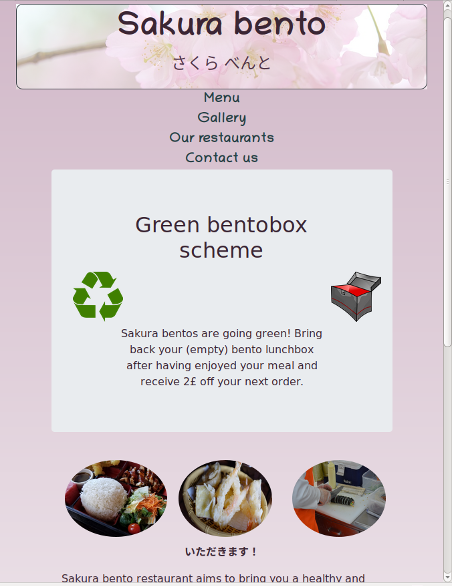 Sakura bento
さくら べんと
Menu
Gallery
Our restaurants
Contact us
Green bentobox
scheme
Sakura bentos are going green! Bring
back your (empty) bento lunchbox
after having enjoyed your meal and
receive 2£ off your next order.
いただきます！
Sakura bento restaurant aims to bring you a healthy and